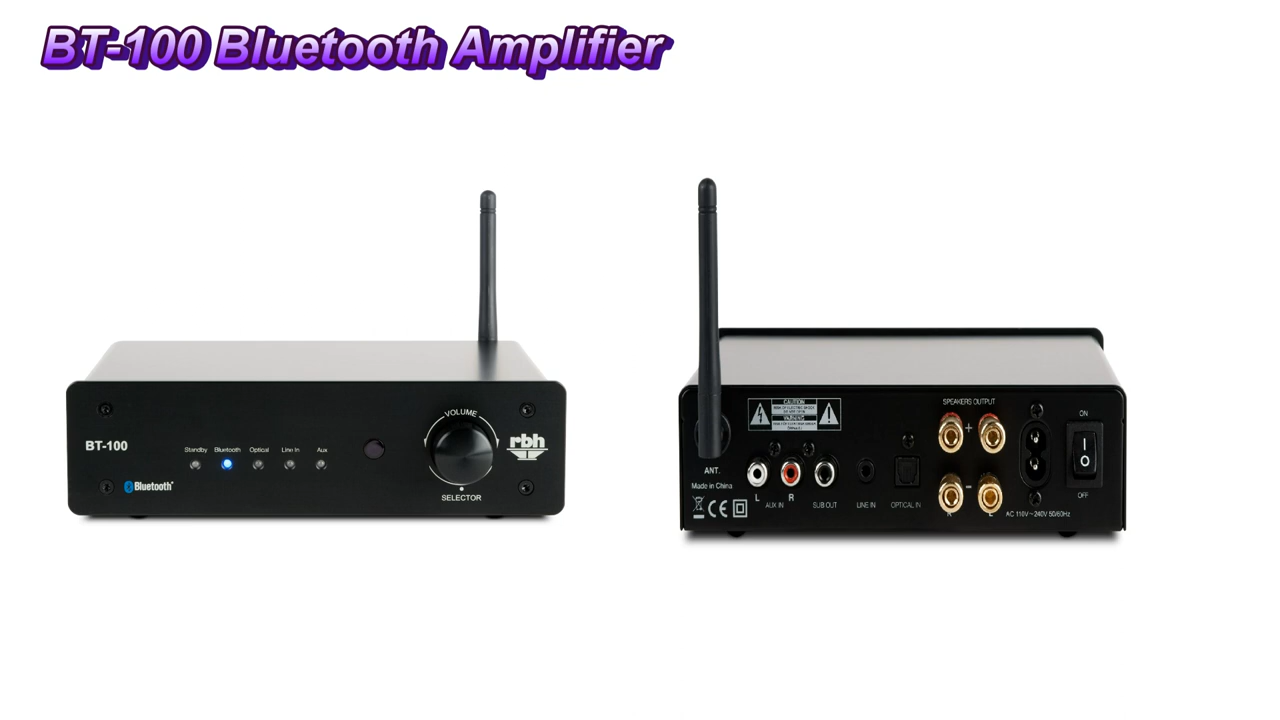 BT-100 Bluetooth Amplifier
VOLUME
BT-100
Standby Bluetooth Optical Line In Aux
rbh
Bluetooth
SELECTOR
CAUTION
WARNING
SPEAKERS OUTPUT
+
-
ON
I
O
OFF
ANT.
Made in China
CE
L R
AUX IN
SUB OUT
LINE IN
OPTICAL IN
R L
AC 110V~240V 50/60Hz